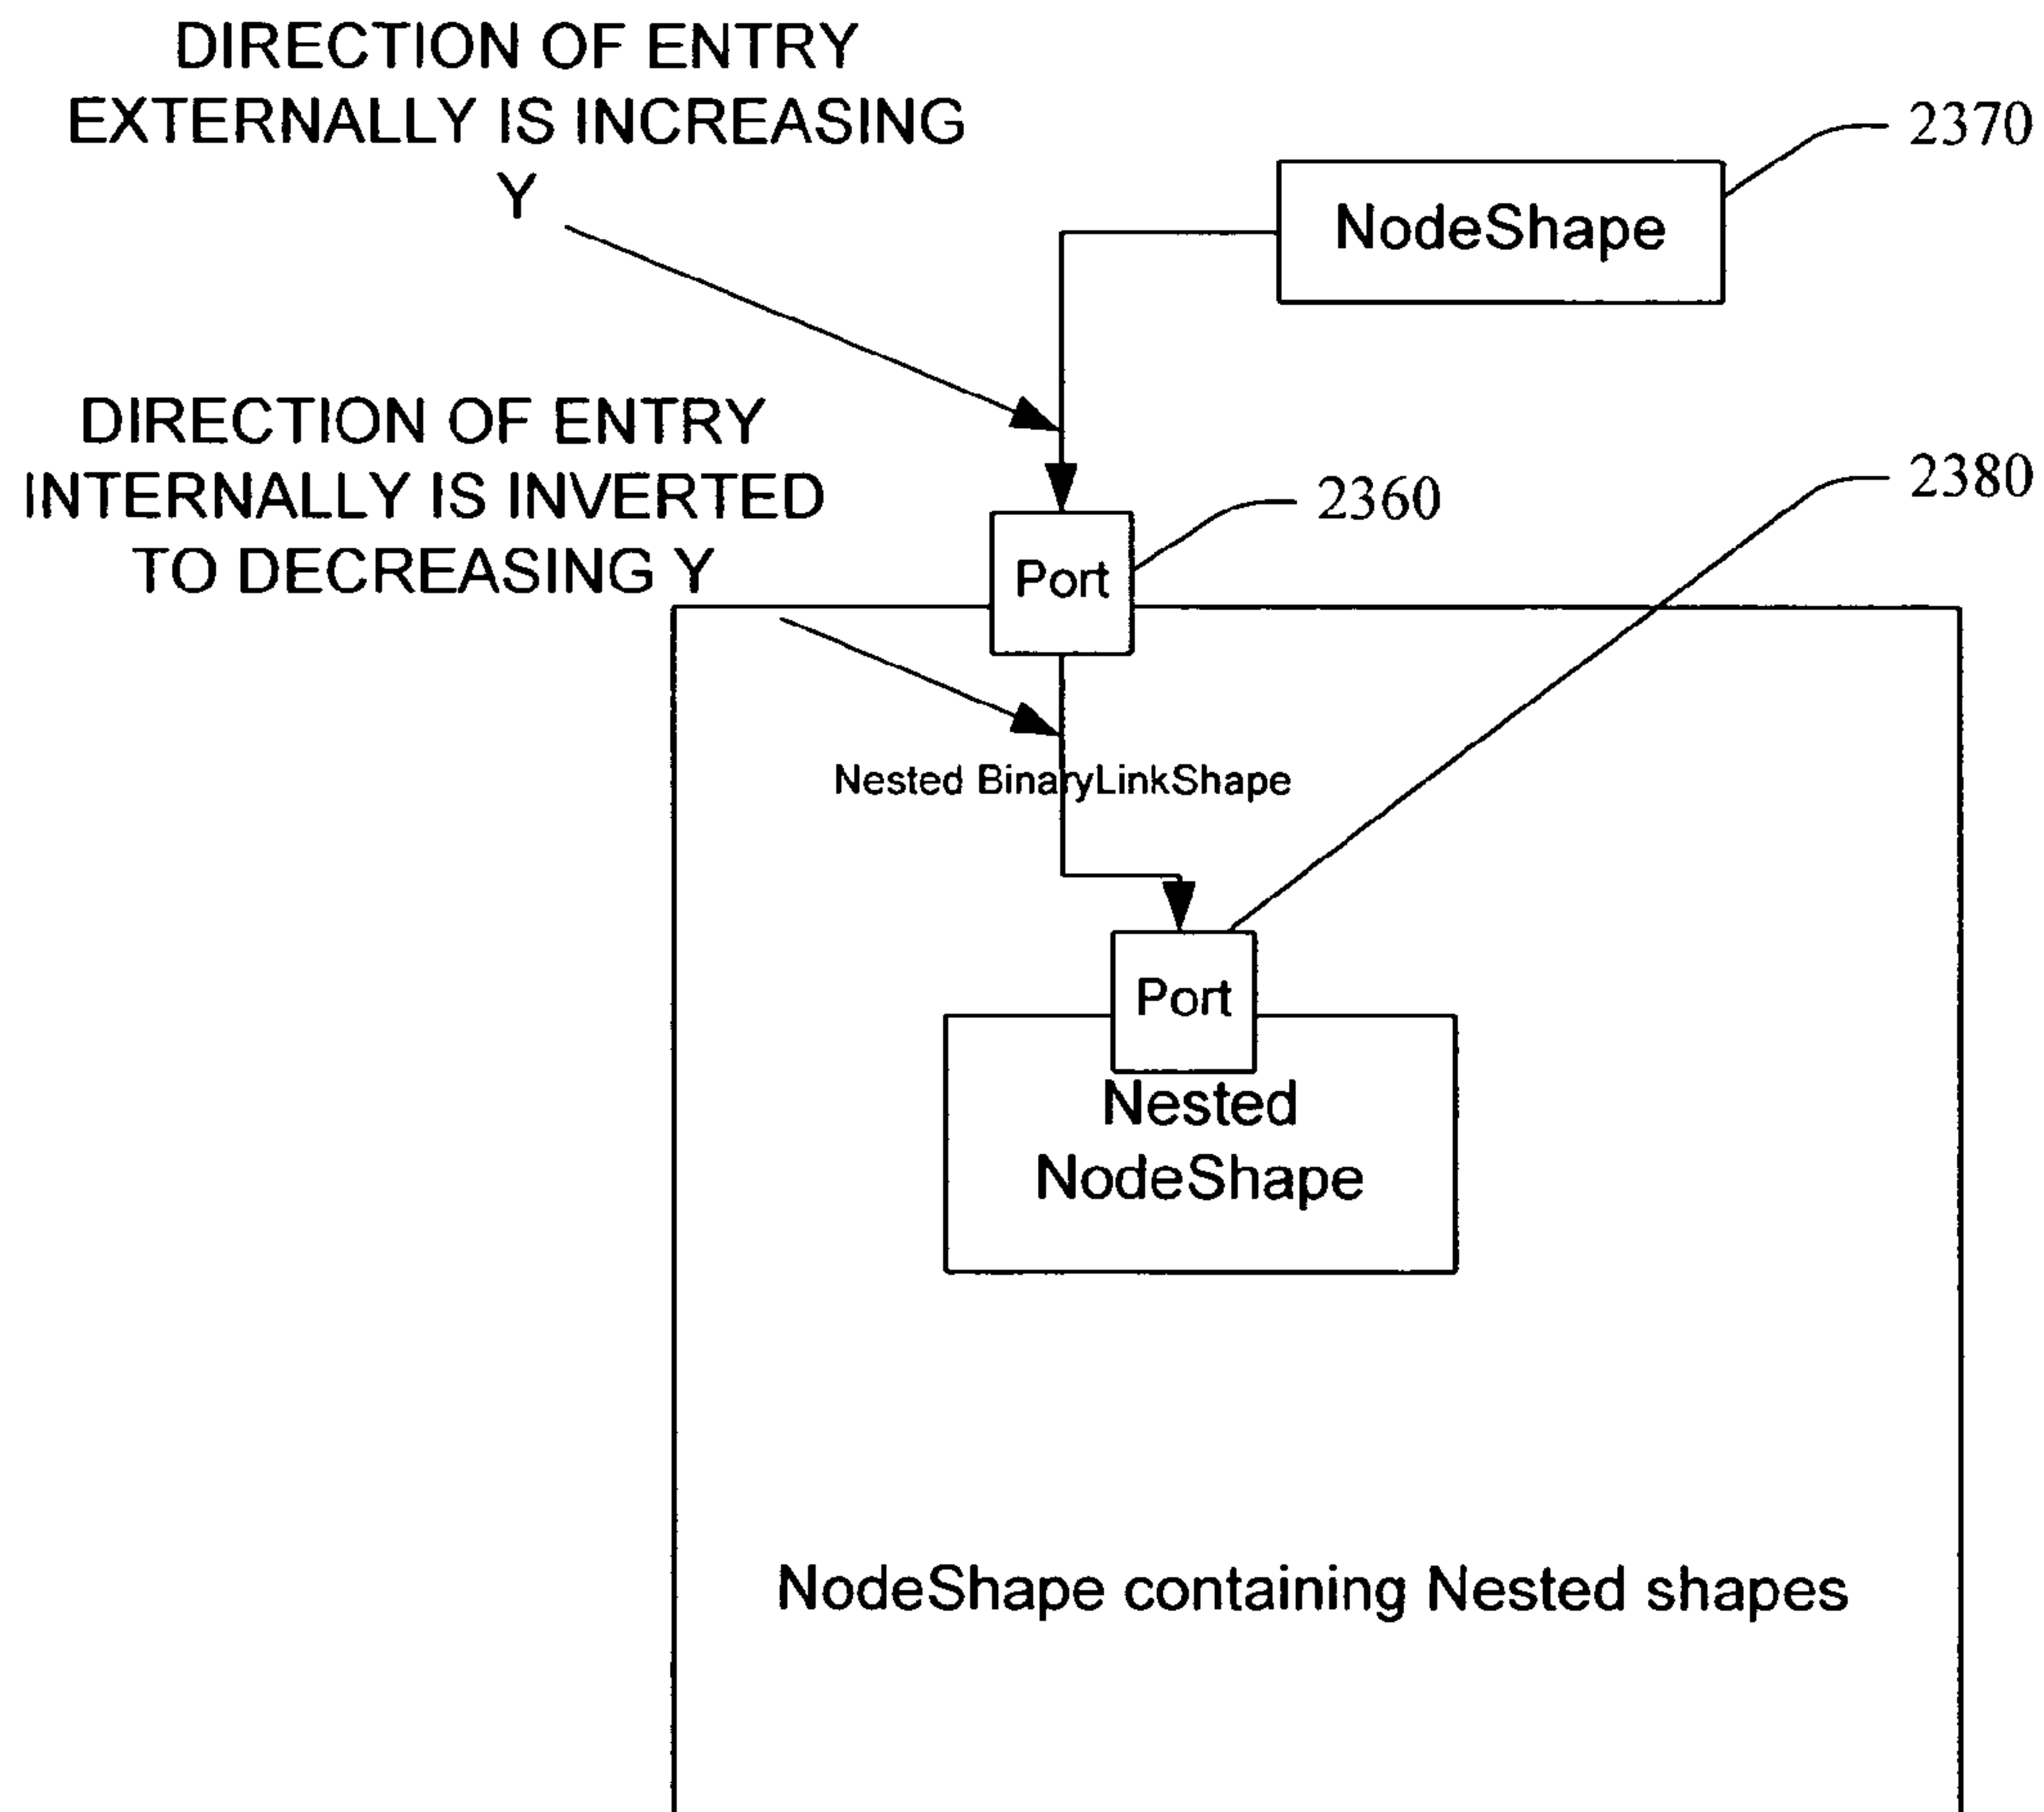 DIRECTION OF ENTRY
EXTERNALLY IS INCREASING
Y
2370
NodeShape
DIRECTION OF ENTRY
INTERNALLY IS INVERTED
TO DECREASING Y
2380
2360
Port
Nested BinaryLinkShape
Port
Nested
NodeShape
NodeShape containing Nested shapes